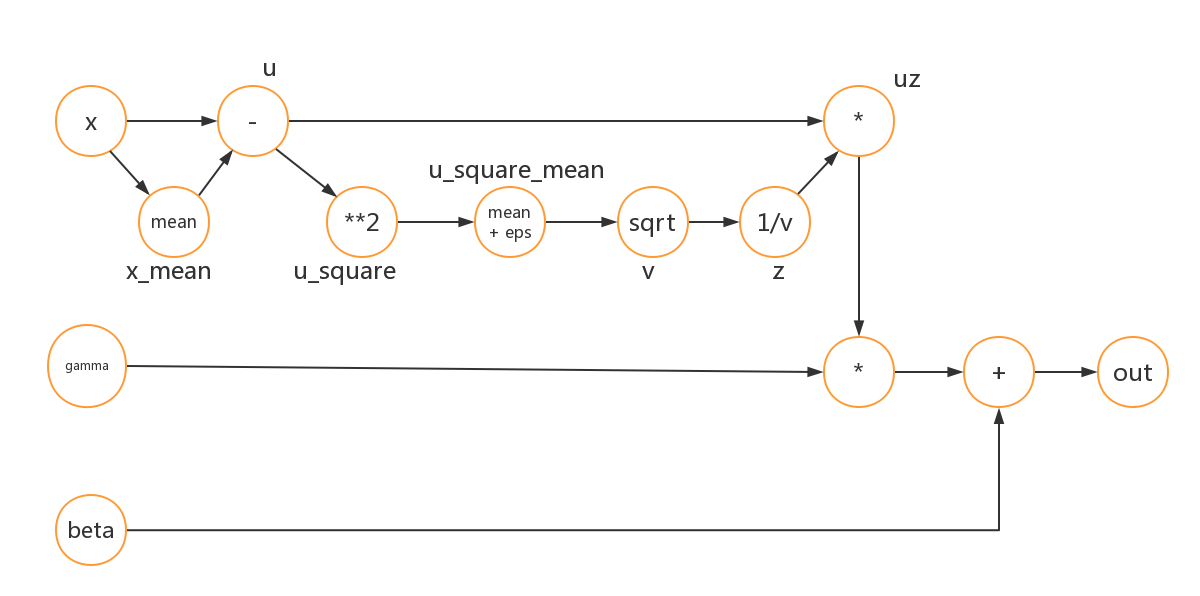 u
uz
x
-
*
u_square_mean
mean
**2
mean
+ eps
sqrt
1/v
x_mean
u_square
v
z
gamma
*
+
out
beta